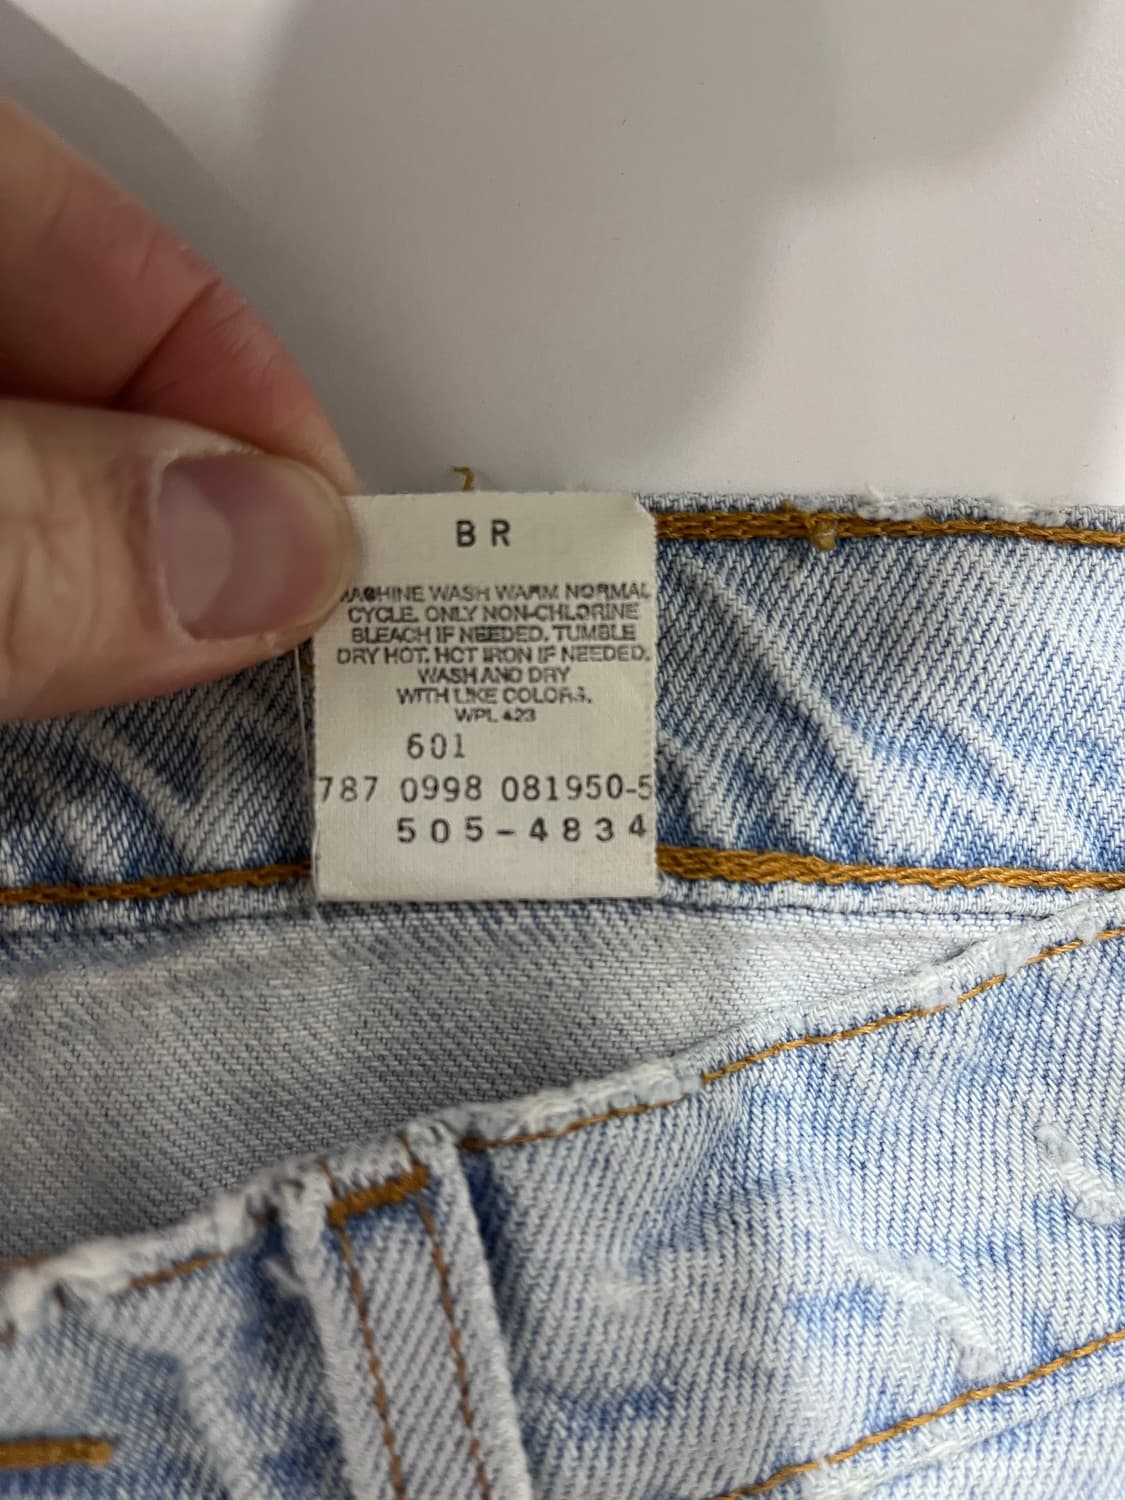 BR
MACHINE WASH WARM NORMAL
CYCLE. ONLY NON-CHLORINE
BLEACH IF NEEDED. TUMBLE
DRY HOT. HOT IRON IF NEEDED.
WASH AND DRY
WITH LIKE COLORS.
WPL 423
601
787 0998 081950-5
505-4834